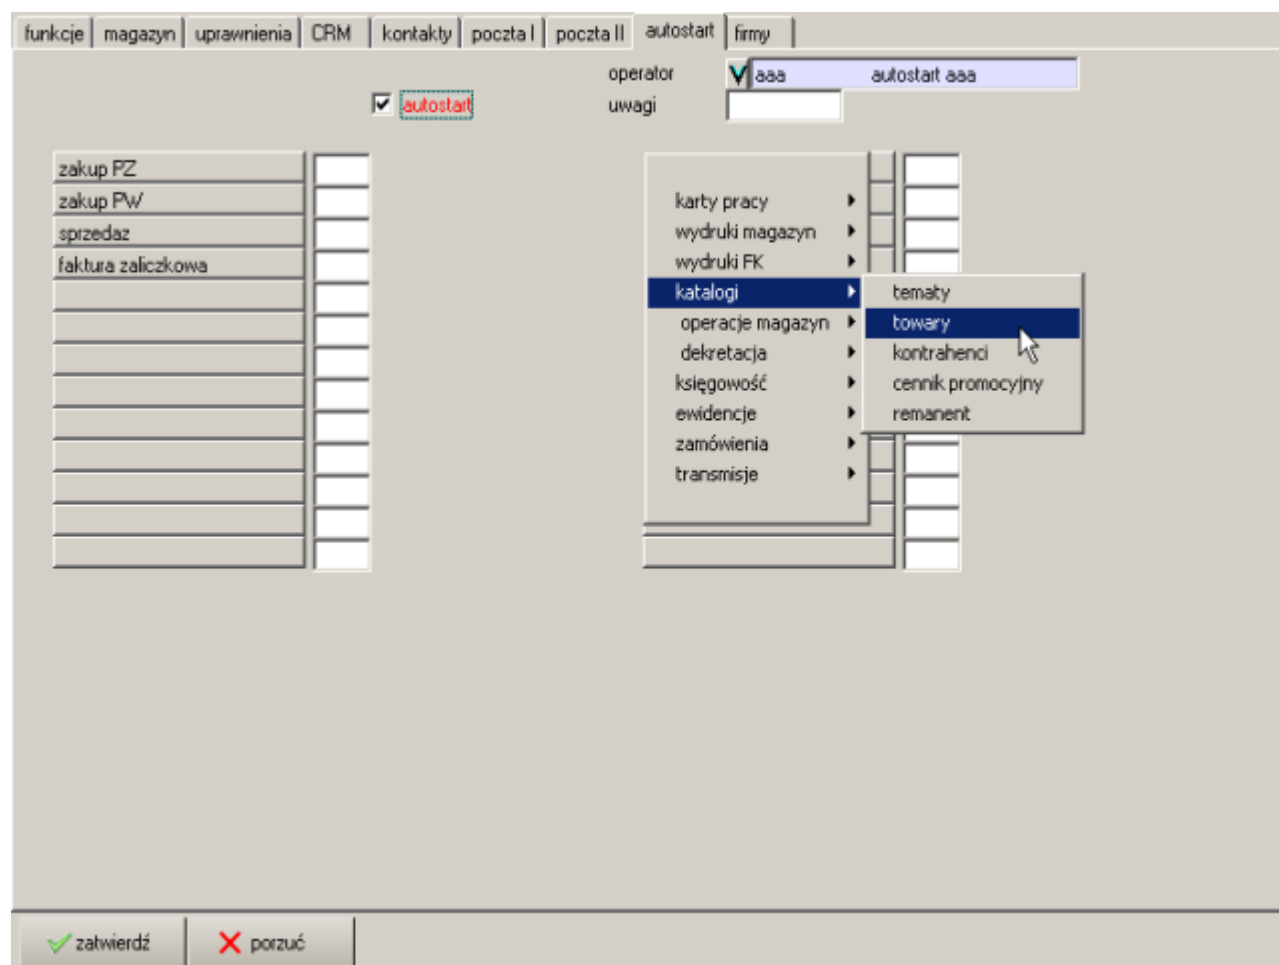 funkcje magazyn uprawnienia CRM kontakty poczta I poczta II autostart firmy
operator aaa autostart aaa
autostart uwagi
zakup PZ
zakup PW
sprzedaz
faktura zaliczkowa
karty pracy
wydruki magazyn
wydruki FK
katalogi
operacje magazyn
dekretacja
księgowość
ewidencje
zamówienia
transmisje
tematy
towary
kontrahenci
cennik promocyjny
remanent
zatwierdź porzuć